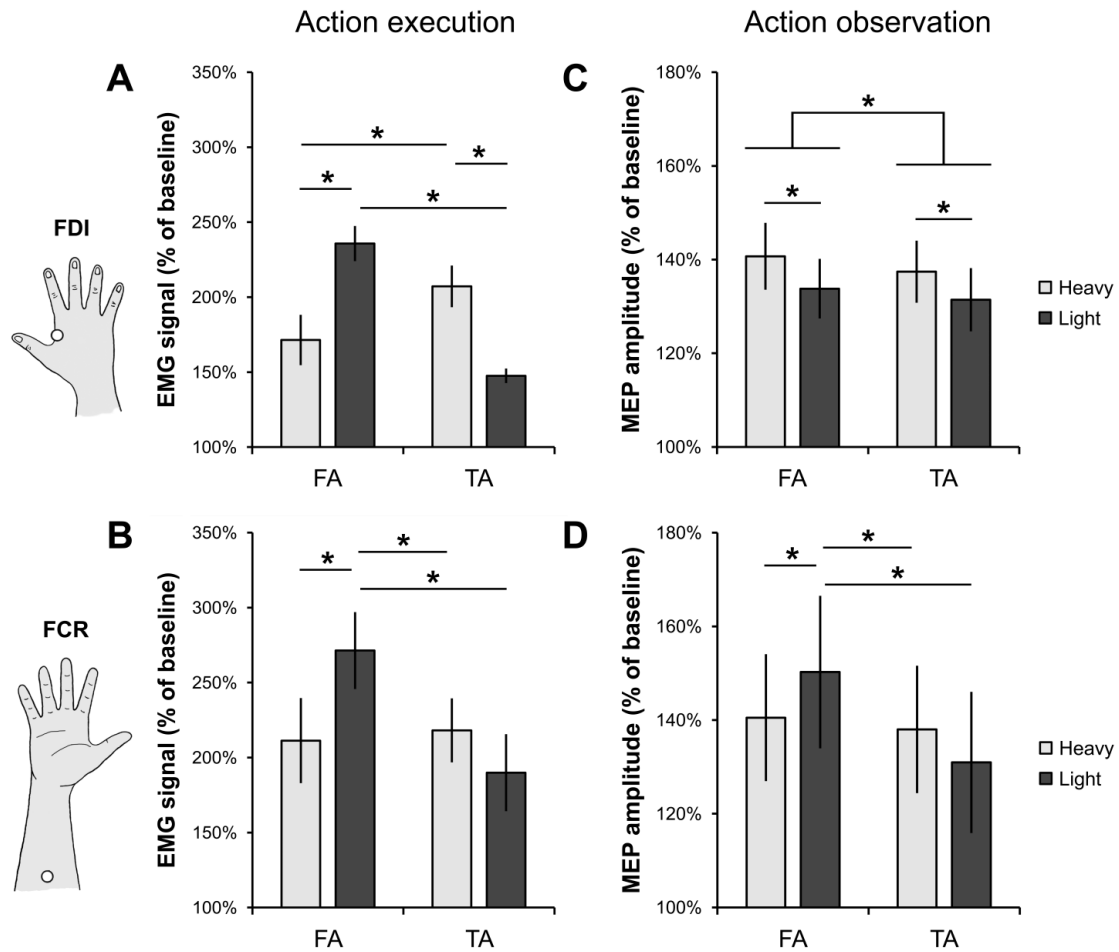 Action execution
Action observation
A
EMG signal (% of baseline)
350%
300%
250%
200%
150%
100%
*
*
*
*
FA
TA
FDI
C
MEP amplitude (% of baseline)
180%
160%
140%
120%
100%
*
*
*
FA
TA
Heavy
Light
B
EMG signal (% of baseline)
350%
300%
250%
200%
150%
100%
*
*
*
FA
TA
FCR
D
MEP amplitude (% of baseline)
180%
160%
140%
120%
100%
*
*
*
FA
TA
Heavy
Light